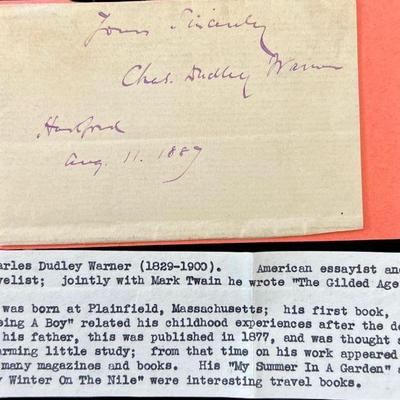 Yours Sincerely
Chas. Dudley Warner
Hartford
Aug. 11. 1889
arles Dudley Warner (1829-1900). American essayist and
velist; jointly with Mark Twain he wrote "The Gilded Age
was born at Plainfield, Massachusetts; his first book,
eing A Boy" related his childhood experiences after the de
his father, this was published in 1877, and was thought
arming little study; from that time on his work appeared
many magazines and books. His "My Summer In A Garden"
y Winter On The Nile" were interesting travel books.